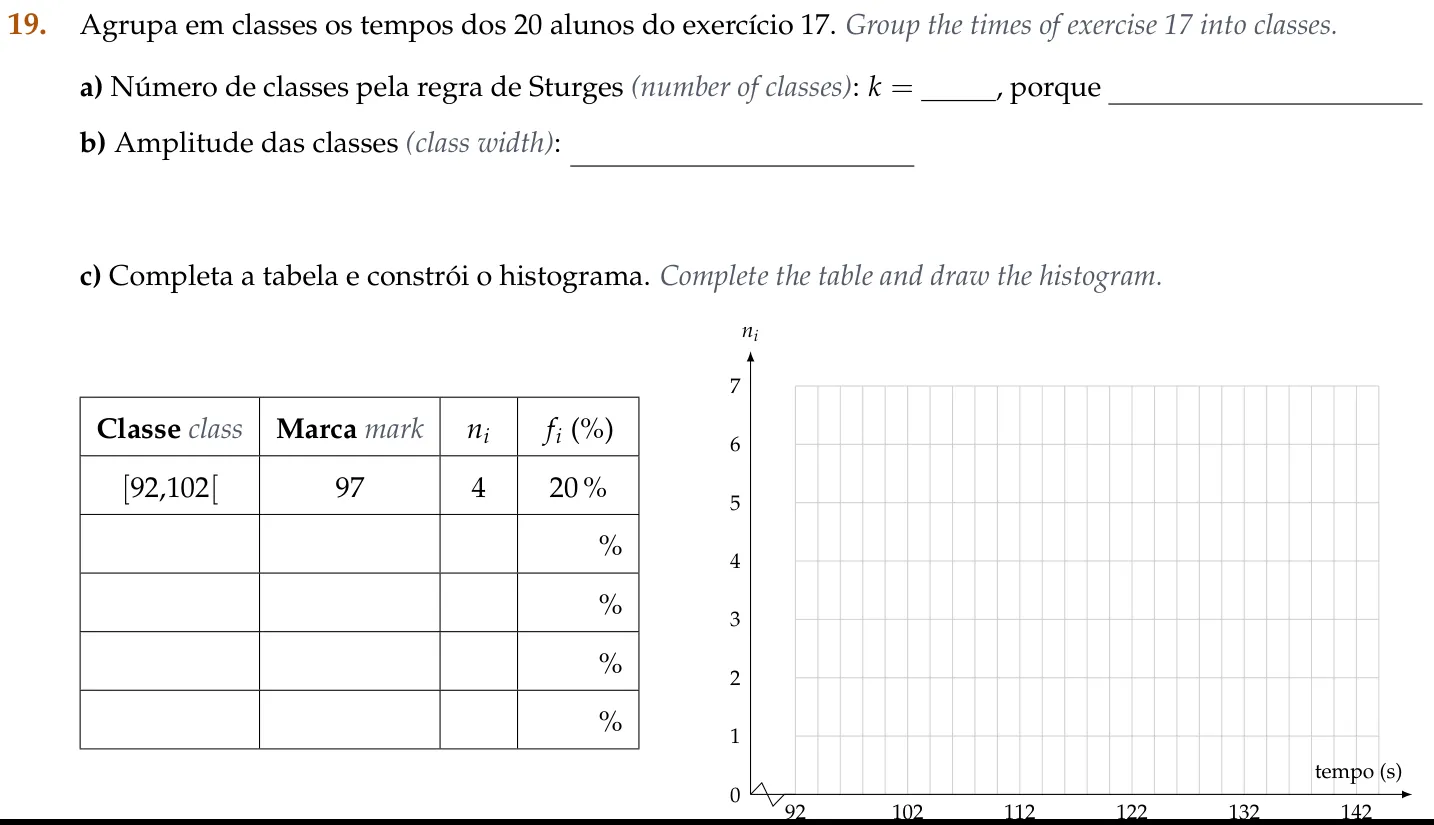 19. Agrupa em classes os tempos dos 20 alunos do exercício 17. Group the times of exercise 17 into classes.
a) Número de classes pela regra de Sturges (number of classes): k = _____, porque _____
b) Amplitude das classes (class width): _____
c) Completa a tabela e constrói o histograma. Complete the table and draw the histogram.
Classe class Marca mark nᵢ fᵢ (%)
[92,102[ 97 4 20 %
%
%
%
%
nᵢ
7
6
5
4
3
2
1
0
tempo (s)
92 102 112 122 132 142